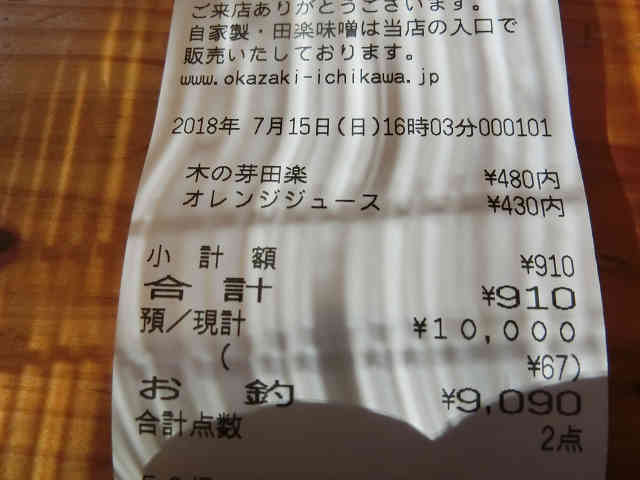 ご来店ありがとうございます。
自家製・田楽味噌は当店の入口で
販売いたしております。
www.okazaki-ichikawa.jp
2018年 7月15日(日)16時03分000101
木の芽田楽 ¥480内
オレンジジュース ¥430内
小計額 ¥910
合計 ¥910
預/現計 ¥10,000
( ¥67)
お釣 ¥9,090
合計点数 2点